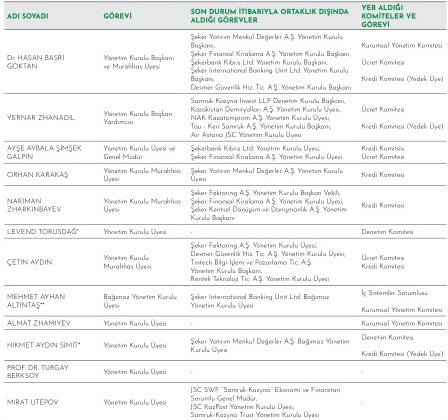 ADI SOYADI
GÖREVİ
SON DURUM İTİBARIYLA ORTAKLIK DIŞINDA
ALDIĞI GÖREVLER
YER ALDIĞI
KOMİTELER VE
GÖREVİ
Dr. HASAN BASRİ
GÖKTAN
Yönetim Kurulu Başkanı
ve Murahhas Üyesi
Şeker Yatırım Menkul Değerler A.Ş. Yönetim Kurulu
Başkanı,
Şeker Finansal Kiralama A.Ş. Yönetim Kurulu Başkanı,
Şekerbank Kıbrıs Ltd. Yönetim Kurulu Başkanı,
Şeker International Banking Unit Ltd. Yönetim Kurulu
Başkanı,
Desmer Güvenlik Hiz. Tic. A.Ş. Yönetim Kurulu Başkanı
Kurumsal Yönetim Komitesi
Ücret Komitesi
Kredi Komitesi (Yedek Üye)
YERNAR ZHANADIL
Yönetim Kurulu Başkan
Yardımcısı
Samruk Kazyna Invest LLP Denetim Kurulu Başkanı,
Kazakistan Demiryolları A.Ş. Yönetim Kurulu Üyesi,
NAK Kazatomprom A.Ş. Yönetim Kurulu Üyesi,
Tau - Ken Samruk A.Ş. Yönetim Kurulu Başkanı,
Air Astana JSC Yönetim Kurulu Üyesi
Ücret Komitesi
Kredi Komitesi (Yedek Üye)
AYŞE AYBALA ŞİMŞEK
GALPIN
Yönetim Kurulu Üyesi ve
Genel Müdür
Şekerbank Kıbrıs Ltd. Yönetim Kurulu Üyesi,
Şeker Finansal Kiralama A.Ş. Yönetim Kurulu Üyesi
Kredi Komitesi
Ücret Komitesi
ORHAN KARAKAŞ
Yönetim Kurulu Murahhas
Üyesi
Şeker Yatırım Menkul Değerler A.Ş. Yönetim Kurulu
Üyesi
Kredi Komitesi
NARIMAN
ZHARKINBAYEV
Yönetim Kurulu Murahhas
Üyesi
Şeker Faktoring A.Ş. Yönetim Kurulu Başkan Vekili,
Şeker Finansal Kiralama A.Ş. Yönetim Kurulu Üyesi,
Şeker Kentsel Dönüşüm ve Danışmanlık A.Ş. Yönetim
Kurulu Başkanı
Kredi Komitesi
LEVEND TORUSDAĞ*
Yönetim Kurulu Üyesi
-
Denetim Komitesi
ÇETİN AYDIN
Yönetim Kurulu
Murahhas Üyesi
Şeker Faktoring A.Ş. Yönetim Kurulu Üyesi,
Desmer Güvenlik Hiz. Tic. A.Ş. Yönetim Kurulu Üyesi,
Tintech Bilgi İşlem ve Pazarlama Tic. A.Ş.
Yönetim Kurulu Başkanı,
Rentek Teknoloji Tic. A.Ş. Yönetim Kurulu Üyesi
Ücret Komitesi
Kredi Komitesi
MEHMET AYHAN
ALTINTAŞ**
Bağımsız Yönetim Kurulu
Üyesi
Şeker International Banking Unit Ltd. Bağımsız
Yönetim Kurulu Üyesi
İç Sistemler Sorumlusu
Kurumsal Yönetim Komitesi
ALMAT ZHAMIYEV
Yönetim Kurulu Üyesi
-
Kurumsal Yönetim Komitesi
HİKMET AYDIN SİMİT*
Yönetim Kurulu Üyesi
Şeker Yatırım Menkul Değerler A.Ş. Bağımsız Yönetim
Kurulu Üyesi
Denetim Komitesi
Kredi Komitesi (Yedek Üye)
PROF. DR. TURGAY
BERKSOY
Yönetim Kurulu Üyesi
-
-
MIRAT UTEPOV
Yönetim Kurulu Üyesi
JSC SWF "Samruk-Kazyna" Ekonomi ve Finanstan
Sorumlu Genel Müdür,
JSC KazPost Yönetim Kurulu Üyesi,
Samruk-Kazyna Trust Yönetim Kurulu Üyesi
-